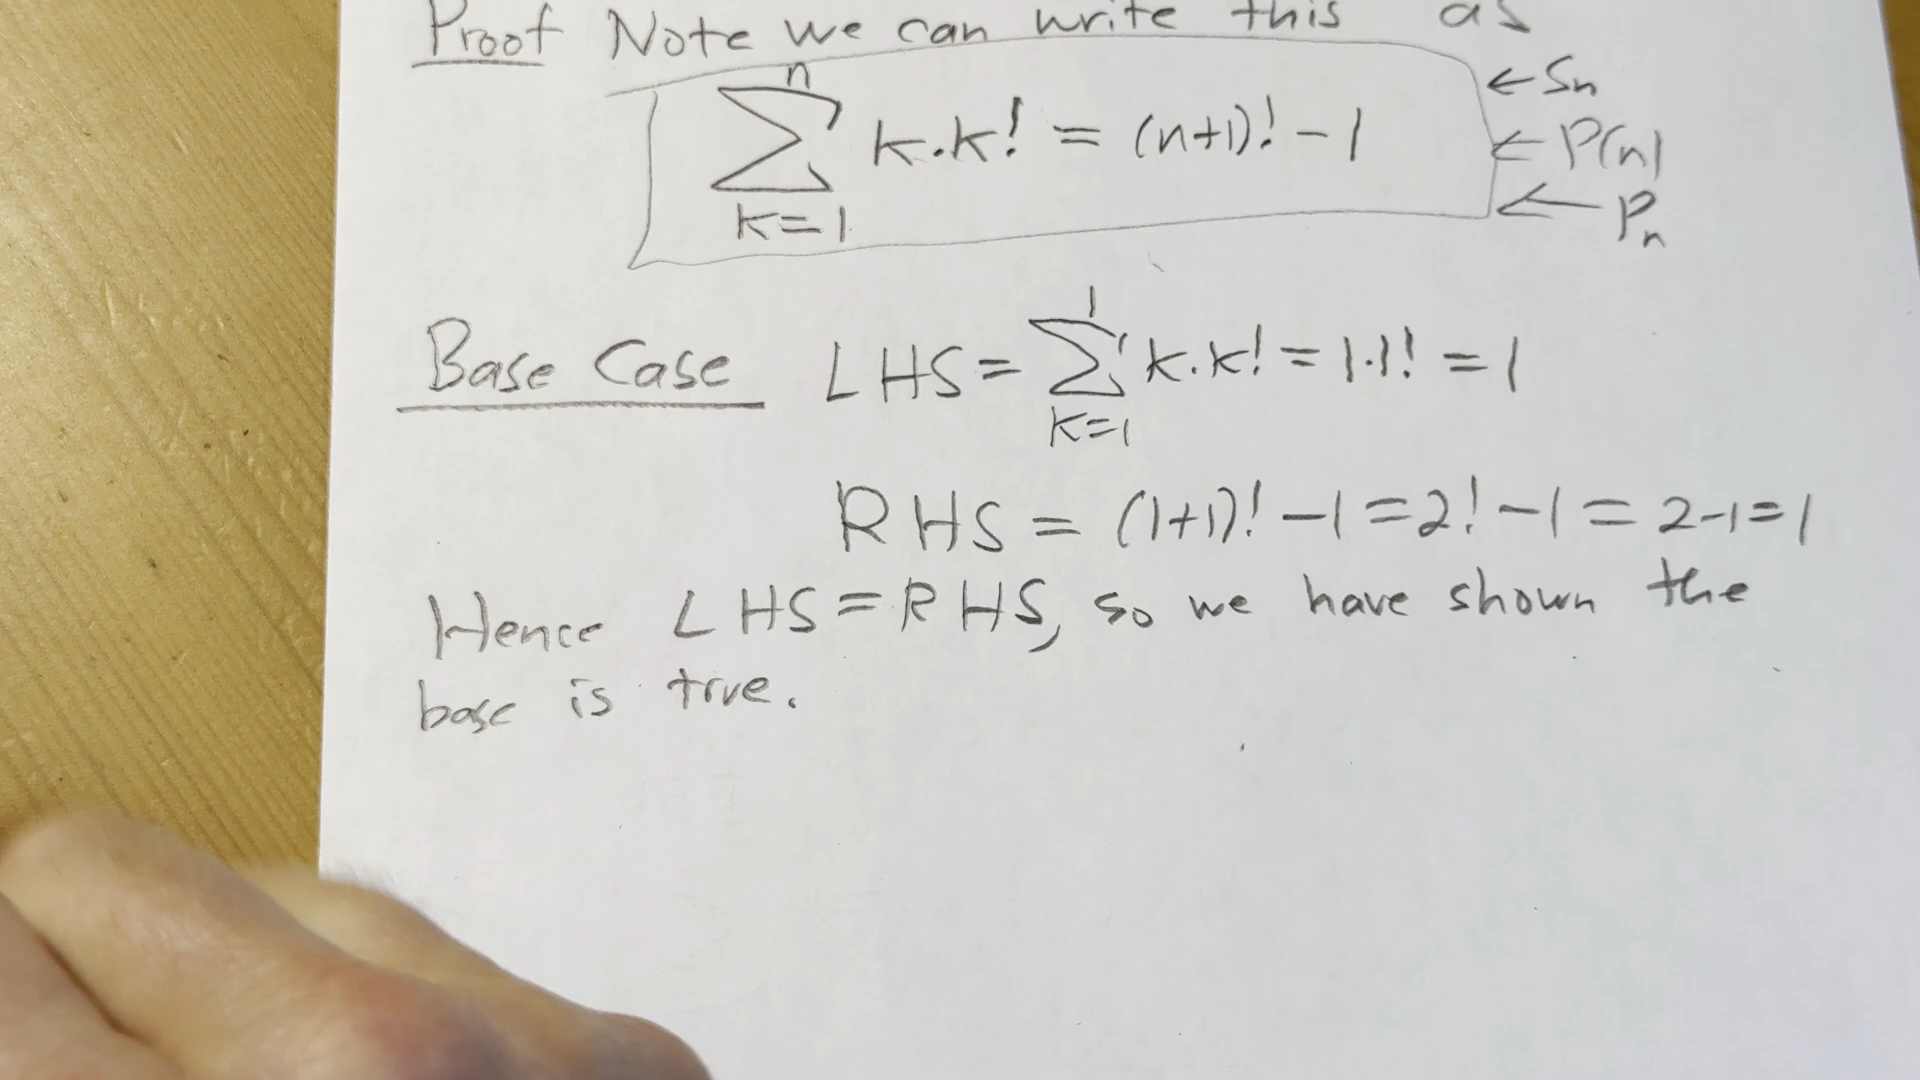 Proof Note we can write this as
n
∑ k·k! = (n+1)! - 1
k=1
← Sn
← P(n)
← Pn
Base Case LHS = ∑ k·k! = 1·1! = 1
1
k=1
RHS = (1+1)! - 1 = 2! - 1 = 2-1 = 1
Hence LHS = RHS, so we have shown the
base is true.